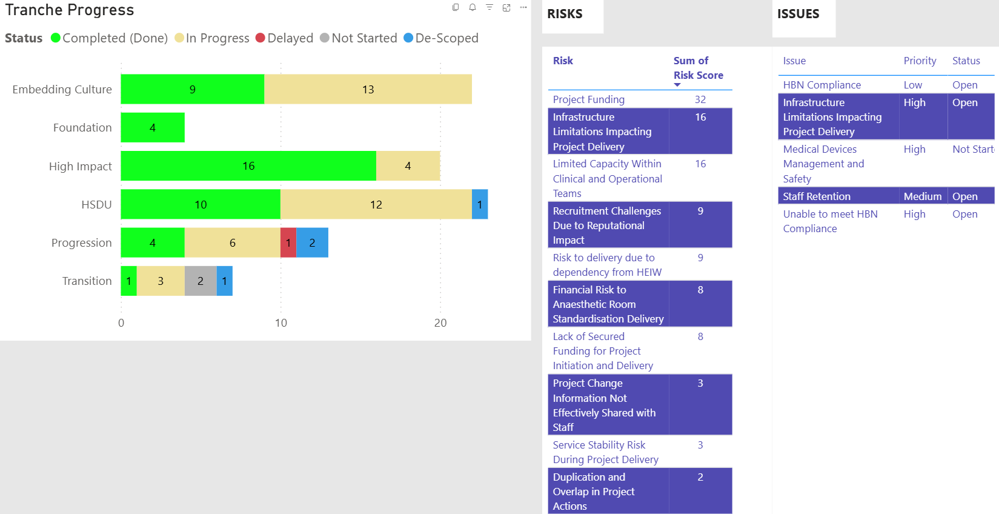 Tranche Progress
Status Completed (Done) In Progress Delayed Not Started De-Scoped
Embedding Culture 9 13
Foundation 4
High Impact 16 4
HSDU 10 12 1
Progression 4 6 1 2
Transition 1 3 2 1
0 10 20
RISKS
Risk Sum of
Risk Score
Project Funding 32
Infrastructure 16
Limitations Impacting
Project Delivery
Limited Capacity Within 16
Clinical and Operational
Teams
Recruitment Challenges 9
Due to Reputational
Impact
Risk to delivery due to 9
dependency from HEIW
Financial Risk to 8
Anaesthetic Room
Standardisation Delivery
Lack of Secured 8
Funding for Project
Initiation and Delivery
Project Change 3
Information Not
Effectively Shared with
Staff
Service Stability Risk 3
During Project Delivery
Duplication and 2
Overlap in Project
Actions
ISSUES
Issue Priority Status
HBN Compliance Low Open
Infrastructure High Open
Limitations Impacting
Project Delivery
Medical Devices High Not Start
Management and
Safety
Staff Retention Medium Open
Unable to meet HBN High Open
Compliance